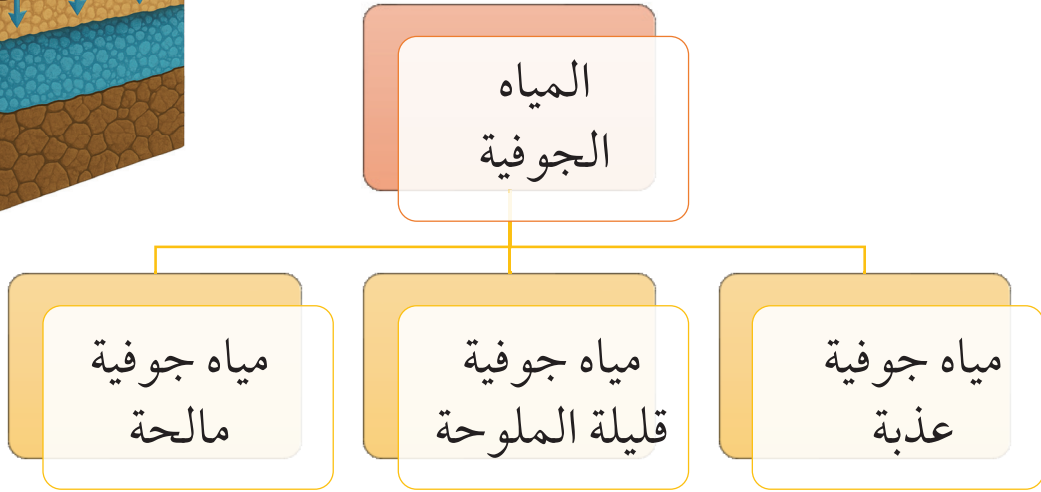 المياه
الجوفية
مياه جوفية
عذبة
مياه جوفية
قليلة الملوحة
مياه جوفية
مالحة